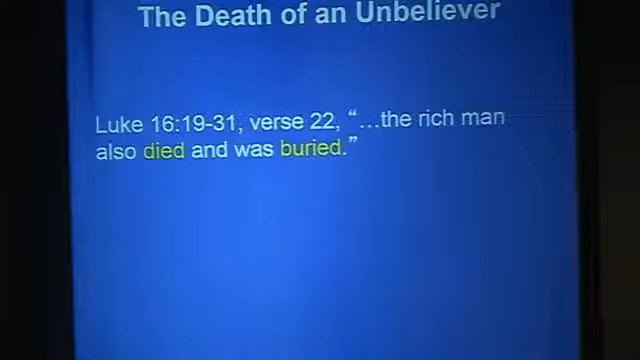 The Death of an Unbeliever
Luke 16:19-31, verse 22, “…the rich man
also died and was buried.”